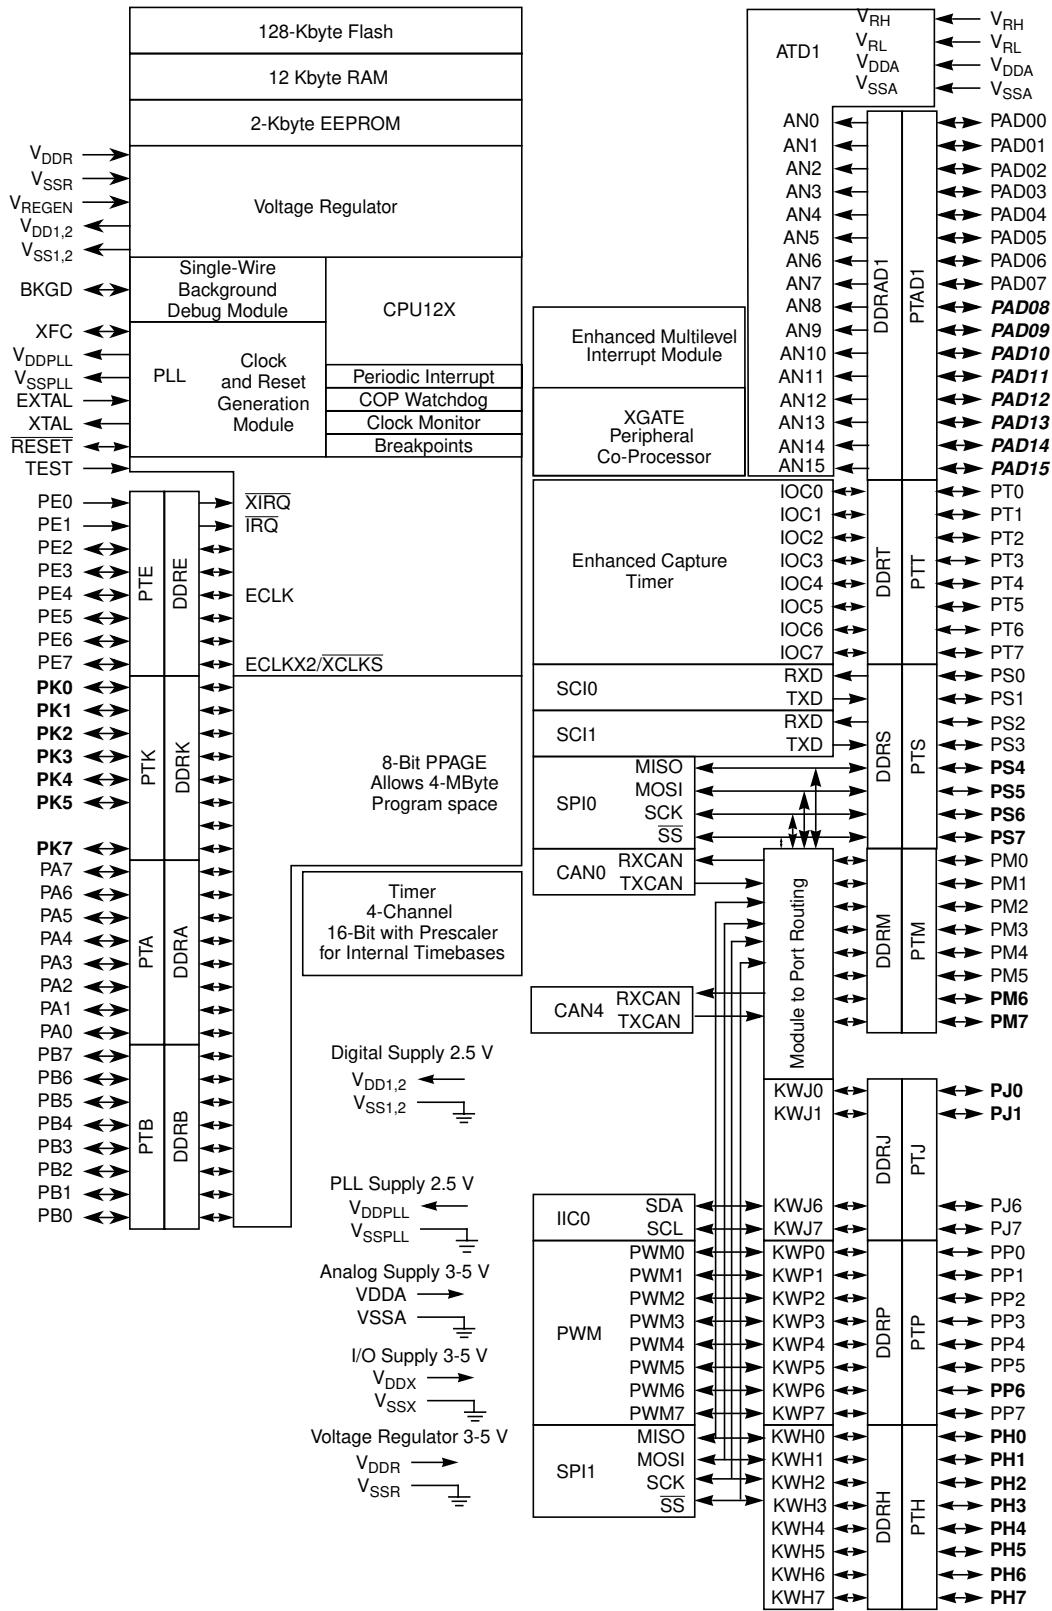 128-Kbyte Flash
12 Kbyte RAM
2-Kbyte EEPROM
Voltage Regulator
VDDR
VSSR
VREGEN
VDD1,2
VSS1,2
Single-Wire
Background
Debug Module
CPU12X
BKGD
XFC
VDDPLL
VSSPLL
EXTAL
XTAL
RESET
TEST
PLL
Clock
and Reset
Generation
Module
Periodic Interrupt
COP Watchdog
Clock Monitor
Breakpoints
PE0
PE1
PE2
PE3
PE4
PE5
PE6
PE7
PTE
DDRE
XIRQ
IRQ
ECLK
ECLKX2/XCLKS
PK0
PK1
PK2
PK3
PK4
PK5
PK7
PTK
DDRK
8-Bit PPAGE
Allows 4-MByte
Program space
PA7
PA6
PA5
PA4
PA3
PA2
PA1
PA0
PTA
DDRA
PB7
PB6
PB5
PB4
PB3
PB2
PB1
PB0
PTB
DDRB
Timer
4-Channel
16-Bit with Prescaler
for Internal Timebases
Digital Supply 2.5 V
VDD1,2
VSS1,2
PLL Supply 2.5 V
VDDPLL
VSSPLL
Analog Supply 3-5 V
VDDA
VSSA
I/O Supply 3-5 V
VDDX
VSSX
Voltage Regulator 3-5 V
VDDR
VSSR
ATD1
VRH
VRL
VDDA
VSSA
VRH
VRL
VDDA
VSSA
AN0
AN1
AN2
AN3
AN4
AN5
AN6
AN7
AN8
AN9
AN10
AN11
AN12
AN13
AN14
AN15
DDRAD1
PTAD1
PAD00
PAD01
PAD02
PAD03
PAD04
PAD05
PAD06
PAD07
PAD08
PAD09
PAD10
PAD11
PAD12
PAD13
PAD14
PAD15
Enhanced Multilevel
Interrupt Module
XGATE
Peripheral
Co-Processor
Enhanced Capture
Timer
IOC0
IOC1
IOC2
IOC3
IOC4
IOC5
IOC6
IOC7
DDRT
PTT
PT0
PT1
PT2
PT3
PT4
PT5
PT6
PT7
SCI0
RXD
TXD
SCI1
RXD
TXD
SPI0
MISO
MOSI
SCK
SS
DDRS
PTS
PS0
PS1
PS2
PS3
PS4
PS5
PS6
PS7
CAN0
RXCAN
TXCAN
CAN4
RXCAN
TXCAN
Module to Port Routing
DDRM
PTM
PM0
PM1
PM2
PM3
PM4
PM5
PM6
PM7
KWJ0
KWJ1
KWJ6
KWJ7
DDRJ
PTJ
PJ0
PJ1
PJ6
PJ7
IIC0
SDA
SCL
PWM
PWM0
PWM1
PWM2
PWM3
PWM4
PWM5
PWM6
PWM7
KWP0
KWP1
KWP2
KWP3
KWP4
KWP5
KWP6
KWP7
DDRP
PTP
PP0
PP1
PP2
PP3
PP4
PP5
PP6
PP7
SPI1
MISO
MOSI
SCK
SS
KWH0
KWH1
KWH2
KWH3
KWH4
KWH5
KWH6
KWH7
DDRH
PTH
PH0
PH1
PH2
PH3
PH4
PH5
PH6
PH7